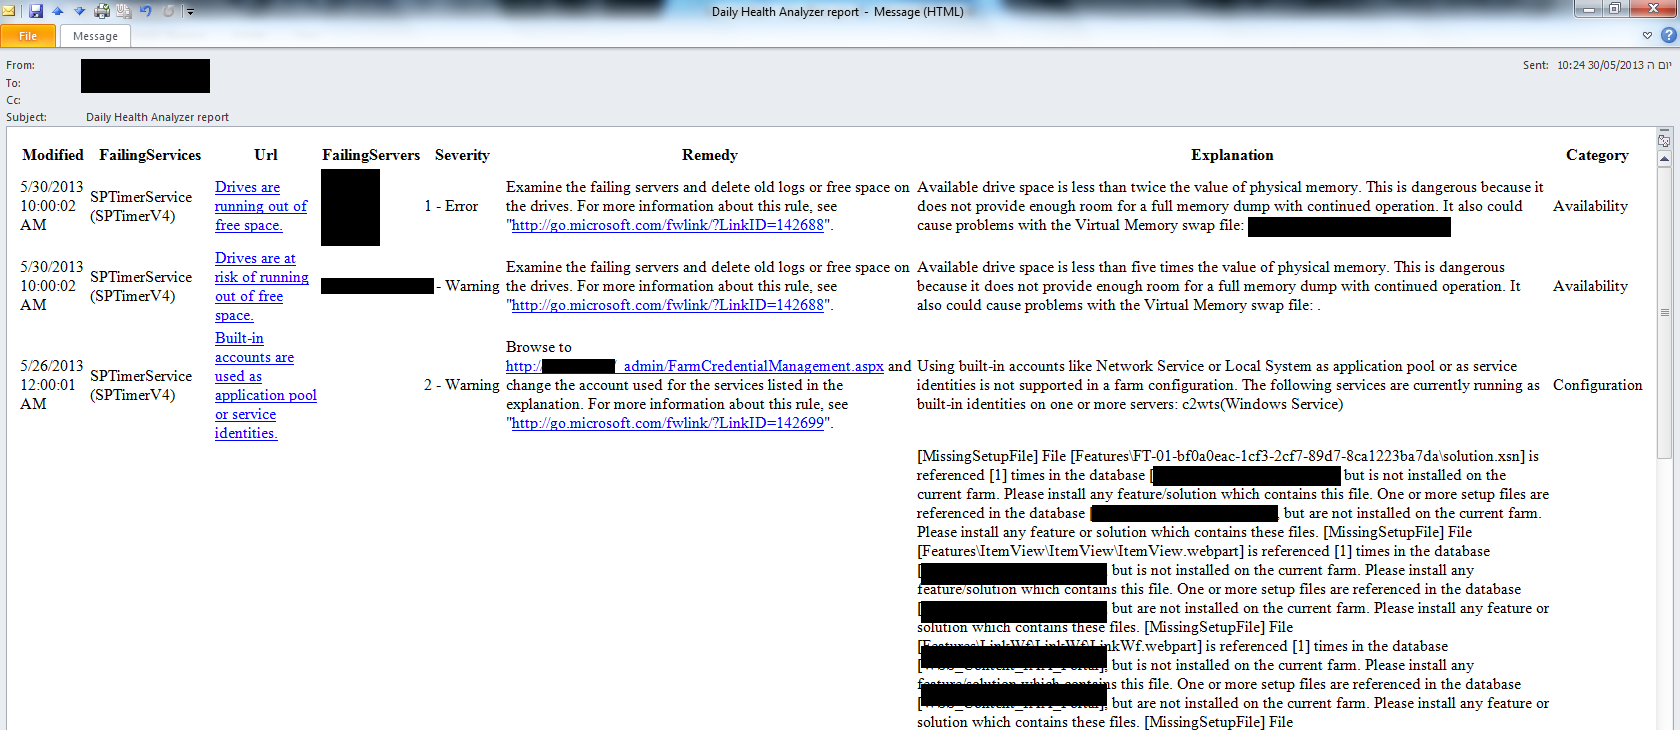 Daily Health Analyzer report - Message (HTML)
File
Message
From:
Sent: 10:24 30/05/2013 יום ה
To:
Cc:
Subject: Daily Health Analyzer report
Modified FailingServices Url FailingServers Severity Remedy Explanation Category
5/30/2013
10:00:02
AM
SPTimerService
(SPTimerV4)
Drives are
running out of
free space.
1 - Error
Examine the failing servers and delete old logs or free space on
the drives. For more information about this rule, see
"http://go.microsoft.com/fwlink/?LinkID=142688".
Available drive space is less than twice the value of physical memory. This is dangerous because it
does not provide enough room for a full memory dump with continued operation. It also could
cause problems with the Virtual Memory swap file:
Availability
5/30/2013
10:00:02
AM
SPTimerService
(SPTimerV4)
Drives are at
risk of running
out of free
space.
- Warning
Examine the failing servers and delete old logs or free space on
the drives. For more information about this rule, see
"http://go.microsoft.com/fwlink/?LinkID=142688".
Available drive space is less than five times the value of physical memory. This is dangerous
because it does not provide enough room for a full memory dump with continued operation. It
also could cause problems with the Virtual Memory swap file: .
Availability
5/26/2013
12:00:01
AM
SPTimerService
(SPTimerV4)
Built-in
accounts are
used as
application pool
or service
identities.
2 - Warning
Browse to
http:/ /_admin/FarmCredentialManagement.aspx and
change the account used for the services listed in the
explanation. For more information about this rule, see
"http://go.microsoft.com/fwlink/?LinkID=142699".
Using built-in accounts like Network Service or Local System as application pool or as service
identities is not supported in a farm configuration. The following services are currently running as
built-in identities on one or more servers: c2wts(Windows Service)
Configuration
[MissingSetupFile] File [Features\FT-01-bf0a0eac-1cf3-2cf7-89d7-8ca1223ba7da\solution.xsn] is
referenced [1] times in the database [ but is not installed on the
current farm. Please install any feature/solution which contains this file. One or more setup files are
referenced in the database [ , but are not installed on the current farm.
Please install any feature or solution which contains these files. [MissingSetupFile] File
[Features\ItemView\ItemView\ItemView.webpart] is referenced [1] times in the database
[ but is not installed on the current farm. Please install any
feature/solution which contains this file. One or more setup files are referenced in the database
[ but are not installed on the current farm. Please install any feature or
solution which contains these files. [MissingSetupFile] File
[Features\LinkWf\LinkWf\LinkWf.webpart] is referenced [1] times in the database
[ , but is not installed on the current farm. Please install any
feature/solution which contains this file. One or more setup files are referenced in the database
[ , but are not installed on the current farm. Please install any feature or
solution which contains these files. [MissingSetupFile] File